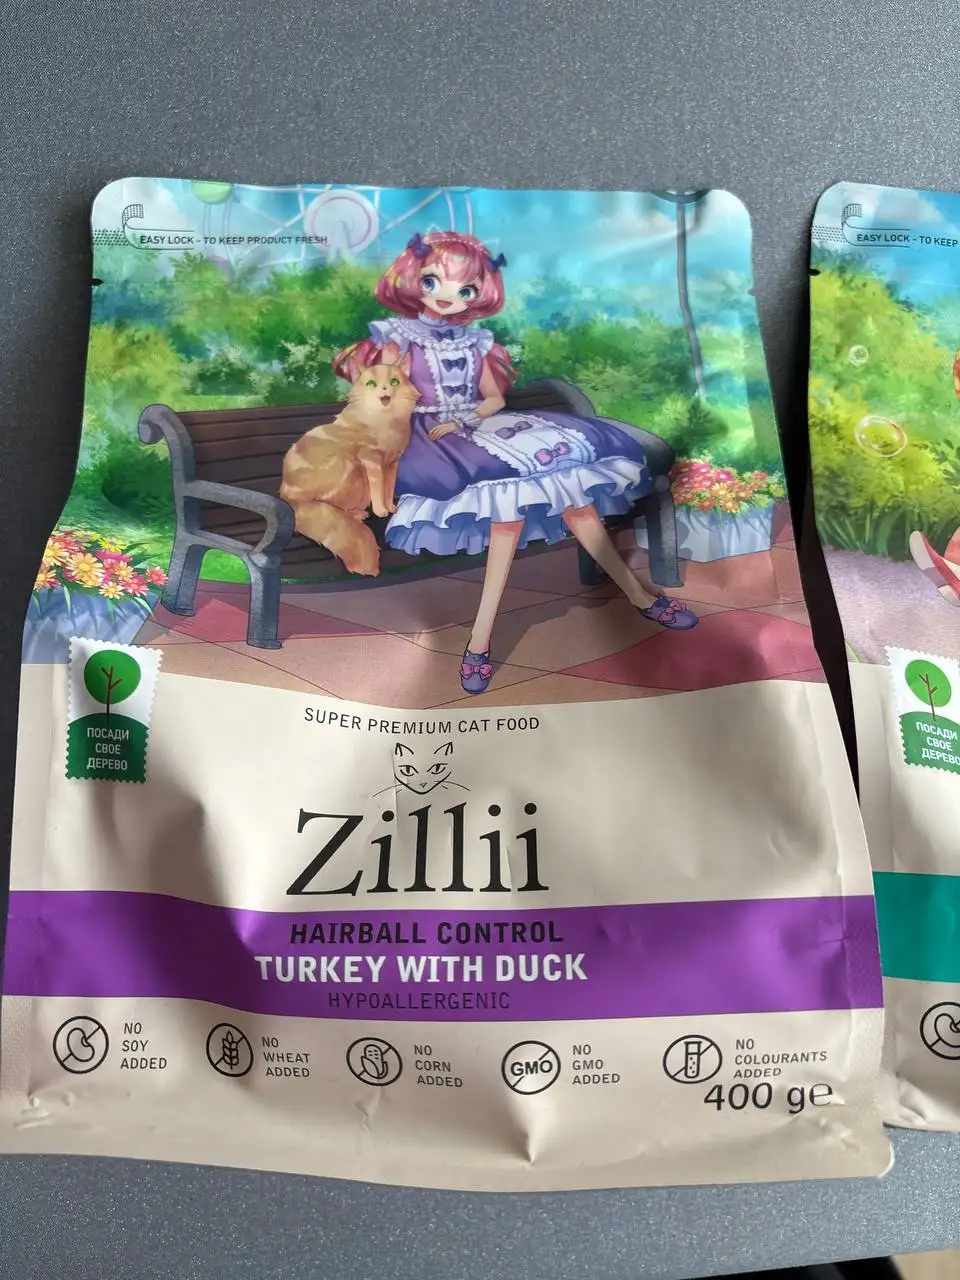 EASY LOCK - TO KEEP PRODUCT FRESH
EASY LOCK - TO KEEP
ПОСАДИ
СВОЕ
ДЕРЕВО
ПОСАДИ
СВОЕ
ДЕРЕВО
SUPER PREMIUM CAT FOOD
Zillii
HAIRBALL CONTROL
TURKEY WITH DUCK
HYPOALLERGENIC
NO
SOY
ADDED
NO
WHEAT
ADDED
NO
CORN
ADDED
GMO
NO
GMO
ADDED
NO
COLOURANTS
ADDED
400 g℮